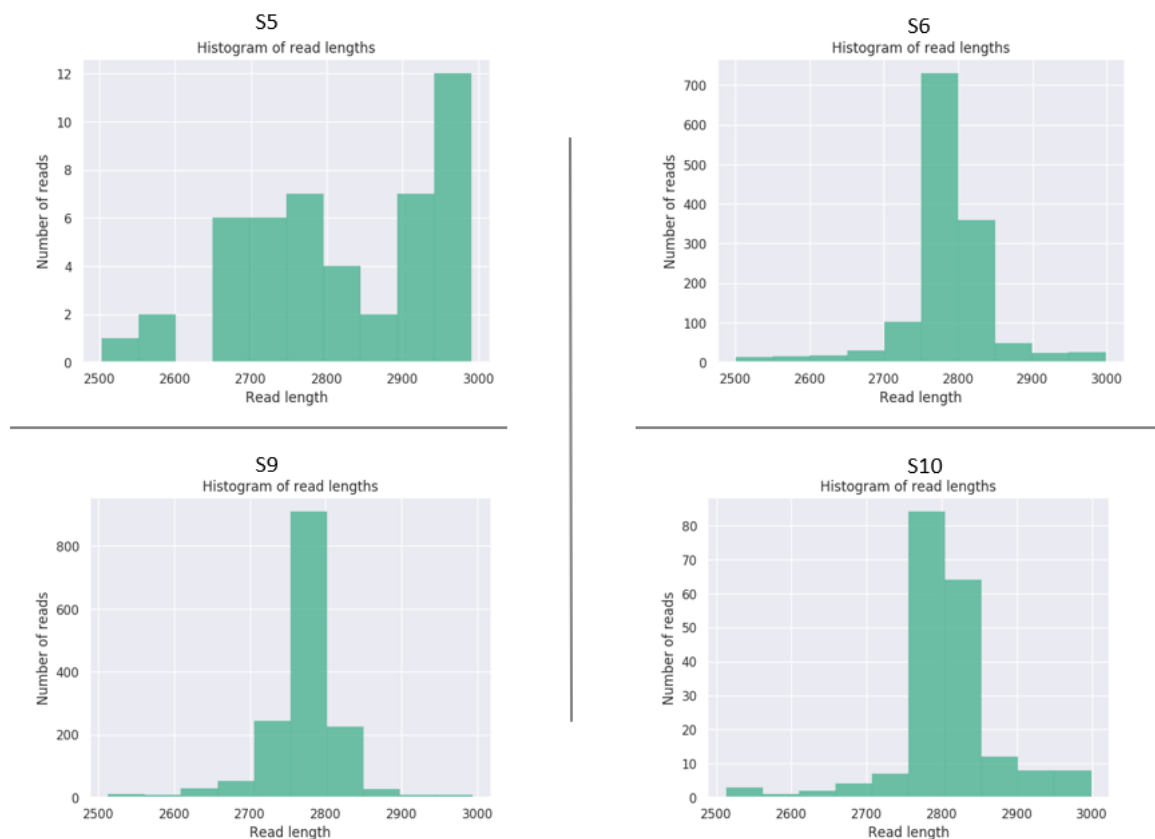 S5
Histogram of read lengths
12
10
8
6
4
2
0
Number of reads
2500 2600 2700 2800 2900 3000
Read length
S6
Histogram of read lengths
700
600
500
400
300
200
100
0
Number of reads
2500 2600 2700 2800 2900 3000
Read length
S9
Histogram of read lengths
800
600
400
200
0
Number of reads
2500 2600 2700 2800 2900 3000
Read length
S10
Histogram of read lengths
80
70
60
50
40
30
20
10
0
Number of reads
2500 2600 2700 2800 2900 3000
Read length